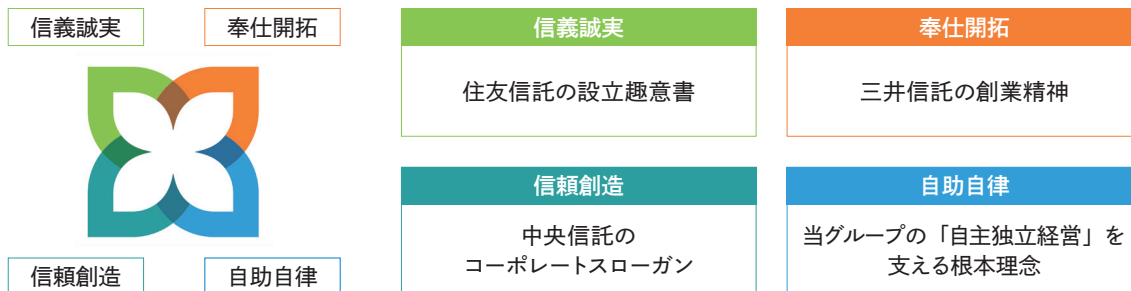 信義誠実
奉仕開拓
信頼創造
自助自律
信義誠実
住友信託の設立趣意書
奉仕開拓
三井信託の創業精神
信頼創造
中央信託の
コーポレートスローガン
自助自律
当グループの「自主独立経営」を
支える根本理念